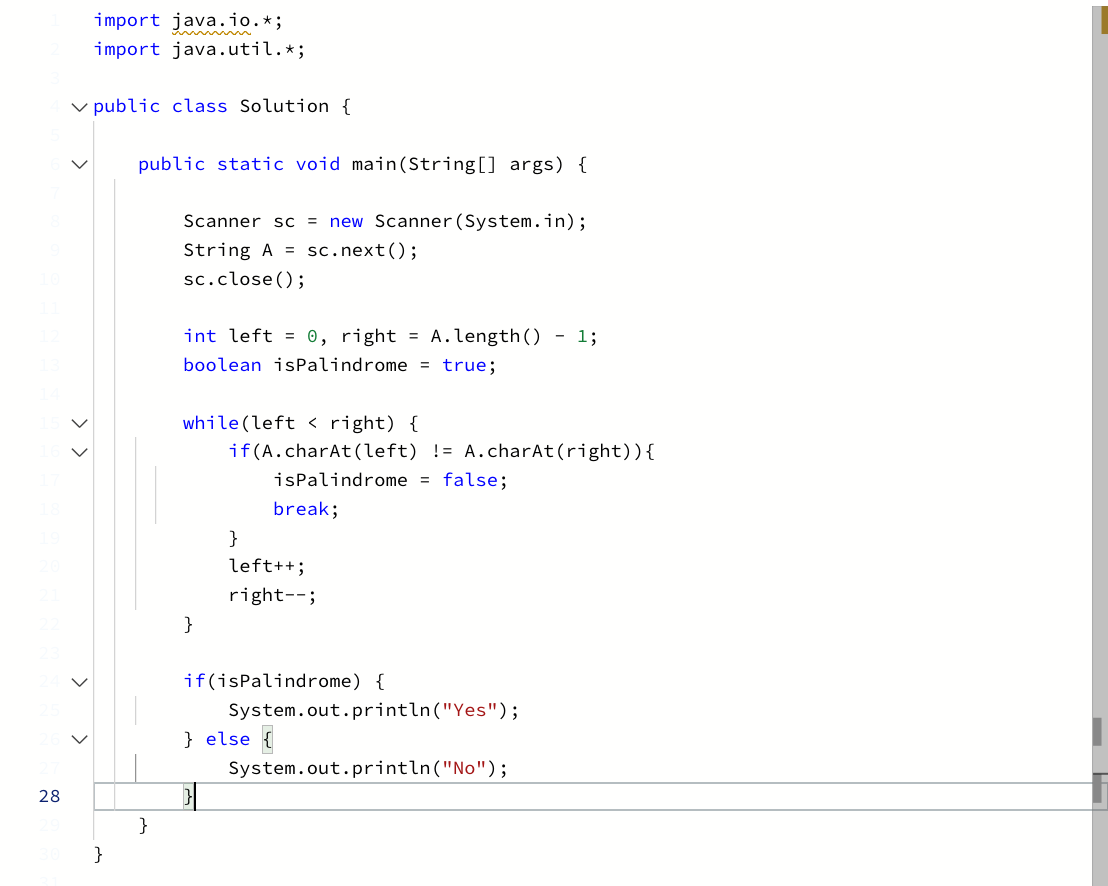 1 import java.io.*;
2 import java.util.*;
3
4 public class Solution {
5
6     public static void main(String[] args) {
7
8         Scanner sc = new Scanner(System.in);
9         String A = sc.next();
10         sc.close();
11
12         int left = 0, right = A.length() - 1;
13         boolean isPalindrome = true;
14
15         while(left < right) {
16             if(A.charAt(left) != A.charAt(right)){
17                 isPalindrome = false;
18                 break;
19             }
20             left++;
21             right--;
22         }
23
24         if(isPalindrome) {
25             System.out.println("Yes");
26         } else {
27             System.out.println("No");
28         }
29     }
30 }
31